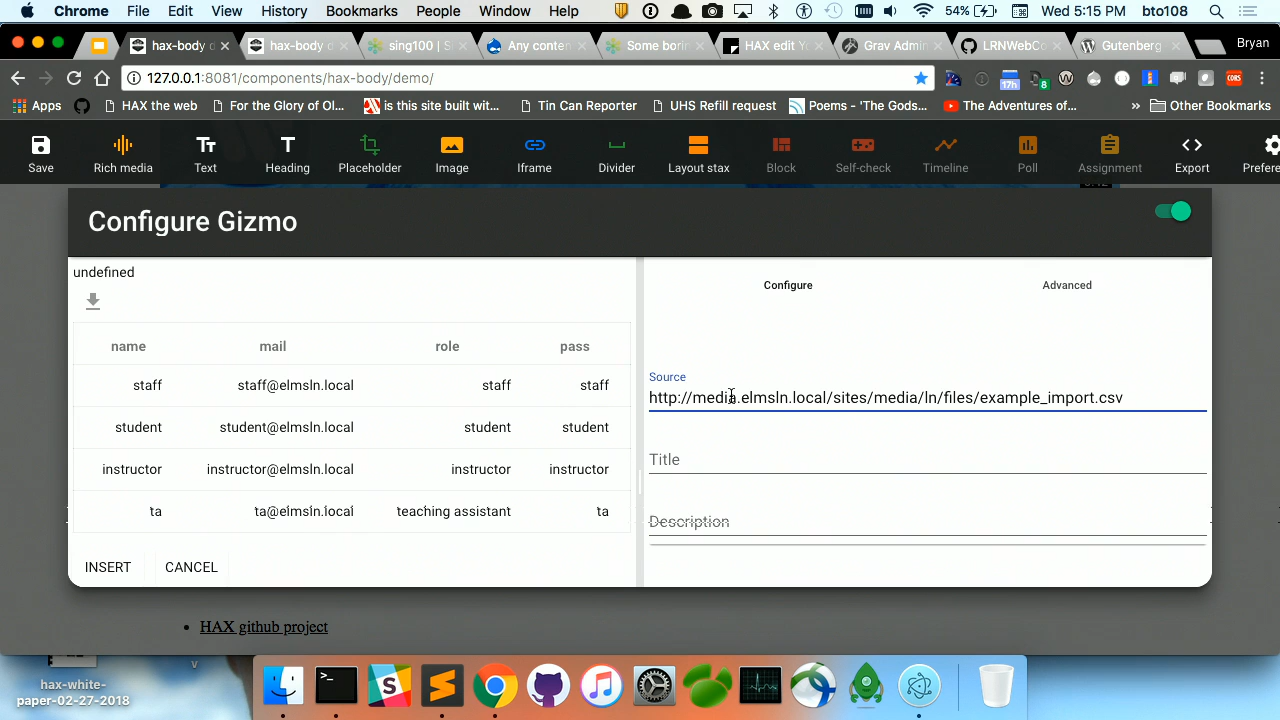 Chrome File Edit View History Bookmarks People Window Help 54% Wed 5:15 PM bto108
hax-body d hax-body d sing100 | S Any conten Some borin HAX edit Yo Grav Admin LRNWebCo Gutenberg Bryan
127.0.0.1:8081/components/hax-body/demo/ 17h 8 CORS
Apps HAX the web For the Glory of Ol... is this site built wit... Tin Can Reporter UHS Refill request Poems - 'The Gods... The Adventures of... » Other Bookmarks
Save Rich media Text Heading Placeholder Image Iframe Divider Layout stax Block Self-check Timeline Poll Assignment Export Prefere
Configure Gizmo
undefined
Configure Advanced
name mail role pass
staff staff@elmsln.local staff staff
student student@elmsln.local student student
instructor instructor@elmsln.local instructor instructor
ta ta@elmsln.local teaching assistant ta
Source
http://media.elmsln.local/sites/media/ln/files/example_import.csv
Title
Description
INSERT CANCEL
• HAX github project
hax-white-
paper-02-27-2018